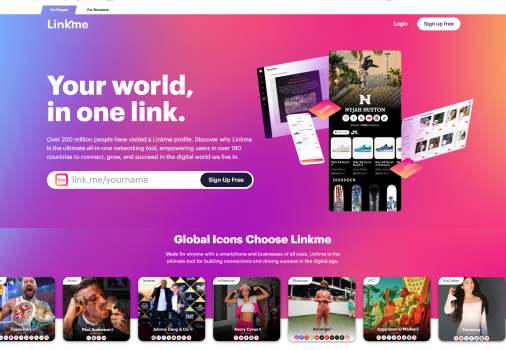 For People
For Business
Linkme
Login
Sign up free
Your world,
in one link.
Over 200 million people have visited a Linkme profile. Discover why Linkme
is the ultimate all-in-one networking tool, empowering users in over 180
countries to connect, grow, and succeed in the digital world we live in.
link.me/yourname
Sign Up Free
NYJAH HUSTON
DISORDER
Global Icons Choose Linkme
Made for anyone with a smartphone and businesses of all sizes, Linkme is the
ultimate tool for building connections and driving success in the digital age.
Actor
Jeweler
Influencer
Musician
UFC
YouTuber
Tyson Fury
Paul Anderson
Johnny Dang & Co.
Avery Cyrus
Suga Sean O'Malley